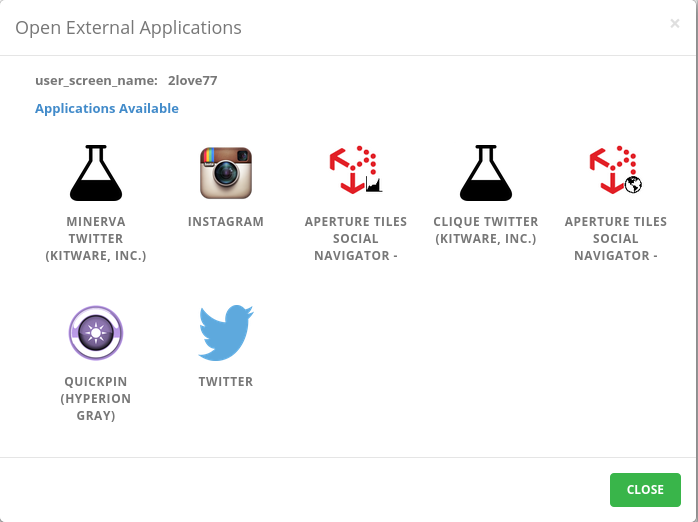 Open External Applications
×
user_screen_name: 2love77
Applications Available
MINERVA
TWITTER
(KITWARE, INC.)
INSTAGRAM
APERTURE TILES
SOCIAL
NAVIGATOR -
CLIQUE TWITTER
(KITWARE, INC.)
APERTURE TILES
SOCIAL
NAVIGATOR -
QUICKPIN
(HYPERION
GRAY)
TWITTER
CLOSE